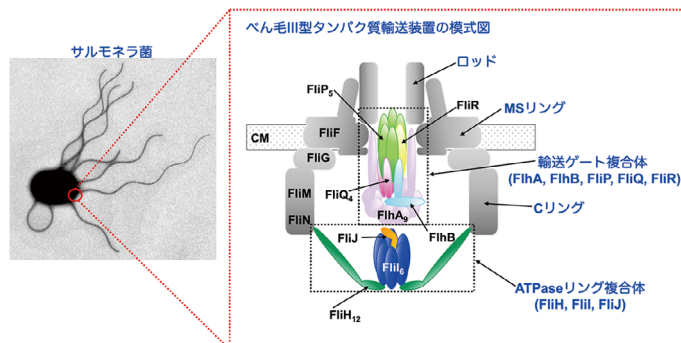 べん毛III型タンパク質輸送装置の模式図
サルモネラ菌
ロッド
FliP5
FliR
MSリング
CM
FliF
FliG
輸送ゲート複合体
(FlhA, FlhB, FliP, FliQ, FliR)
FliM
FliQ4
Cリング
FliN
FlhA9
FliJ
FlhB
FliI6
ATPaseリング複合体
(FliH, FliI, FliJ)
FliH12